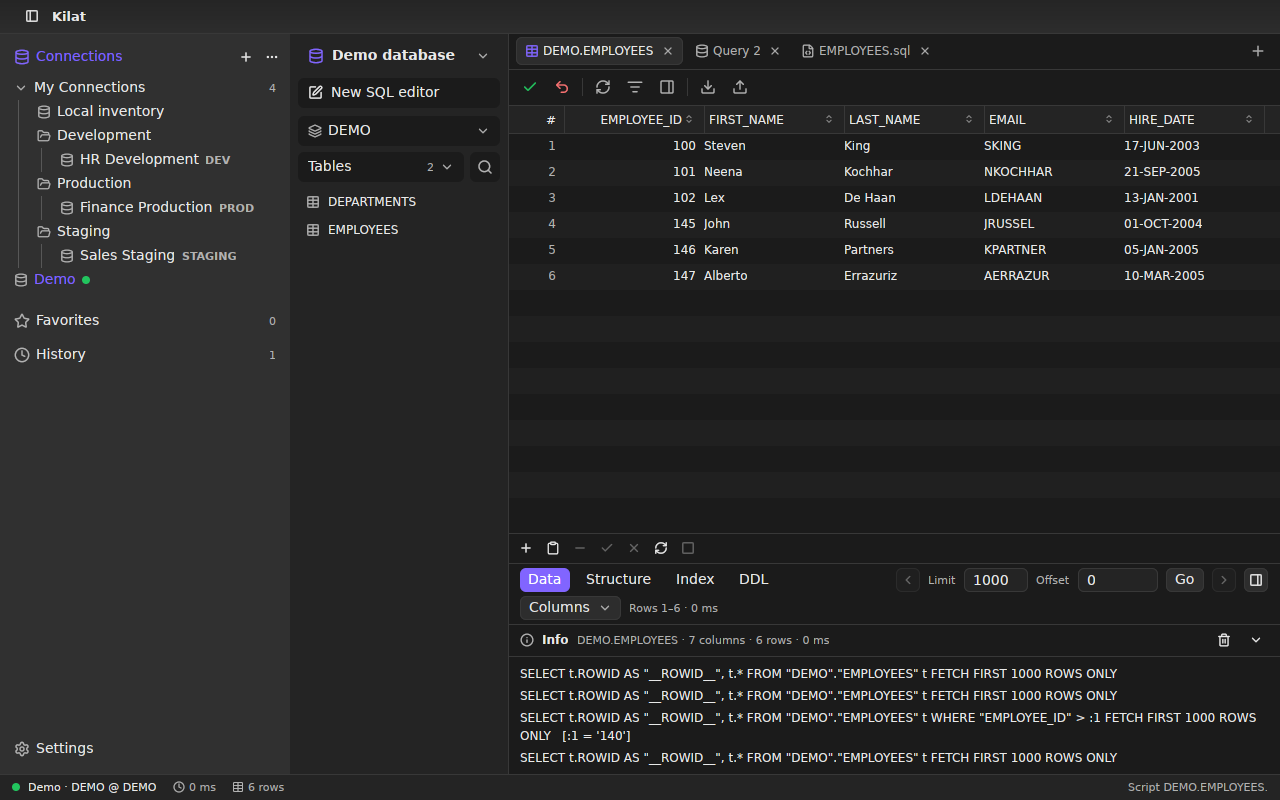 Kilat
Connections
My Connections 4
Local inventory
Development
HR Development DEV
Production
Finance Production PROD
Staging
Sales Staging STAGING
Demo
Favorites 0
History 1
Settings
Demo database
New SQL editor
DEMO
Tables 2
DEPARTMENTS
EMPLOYEES
DEMO.EMPLOYEES Query 2 EMPLOYEES.sql
# EMPLOYEE_ID FIRST_NAME LAST_NAME EMAIL HIRE_DATE
1 100 Steven King SKING 17-JUN-2003
2 101 Neena Kochhar NKOCHHAR 21-SEP-2005
3 102 Lex De Haan LDEHAAN 13-JAN-2001
4 145 John Russell JRUSSEL 01-OCT-2004
5 146 Karen Partners KPARTNER 05-JAN-2005
6 147 Alberto Errazuriz AERRAZUR 10-MAR-2005
Data Structure Index DDL Limit 1000 Offset 0 Go
Columns Rows 1–6 · 0 ms
Info DEMO.EMPLOYEES · 7 columns · 6 rows · 0 ms
SELECT t.ROWID AS "__ROWID__", t.* FROM "DEMO"."EMPLOYEES" t FETCH FIRST 1000 ROWS ONLY
SELECT t.ROWID AS "__ROWID__", t.* FROM "DEMO"."EMPLOYEES" t FETCH FIRST 1000 ROWS ONLY
SELECT t.ROWID AS "__ROWID__", t.* FROM "DEMO"."EMPLOYEES" t WHERE "EMPLOYEE_ID" > :1 FETCH FIRST 1000 ROWS
ONLY [:1 = '140']
SELECT t.ROWID AS "__ROWID__", t.* FROM "DEMO"."EMPLOYEES" t FETCH FIRST 1000 ROWS ONLY
Demo · DEMO @ DEMO 0 ms 6 rows Script DEMO.EMPLOYEES.